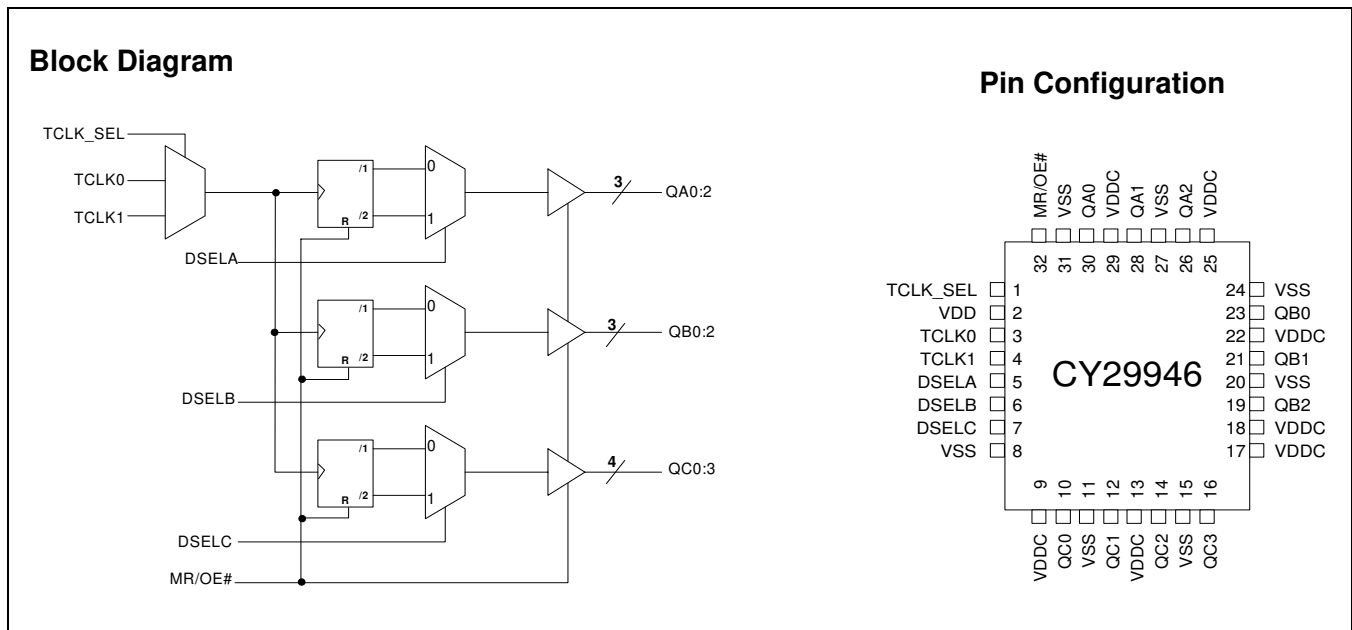 Block Diagram
TCLK_SEL
TCLK0
TCLK1
/1
/2
R
0
1
3
QA0:2
DSELA
/1
/2
R
0
1
3
QB0:2
DSELB
/1
/2
R
0
1
4
QC0:3
DSELC
MR/OE#
Pin Configuration
MR/OE#
VSS
QA0
VDDC
QA1
VSS
QA2
VDDC
32 31 30 29 28 27 26 25
TCLK_SEL 1
VDD 2
TCLK0 3
TCLK1 4
DSELA 5
DSELB 6
DSELC 7
VSS 8
CY29946
24 VSS
23 QB0
22 VDDC
21 QB1
20 VSS
19 QB2
18 VDDC
17 VDDC
9 10 11 12 13 14 15 16
VDDC
QC0
VSS
QC1
VDDC
QC2
VSS
QC3